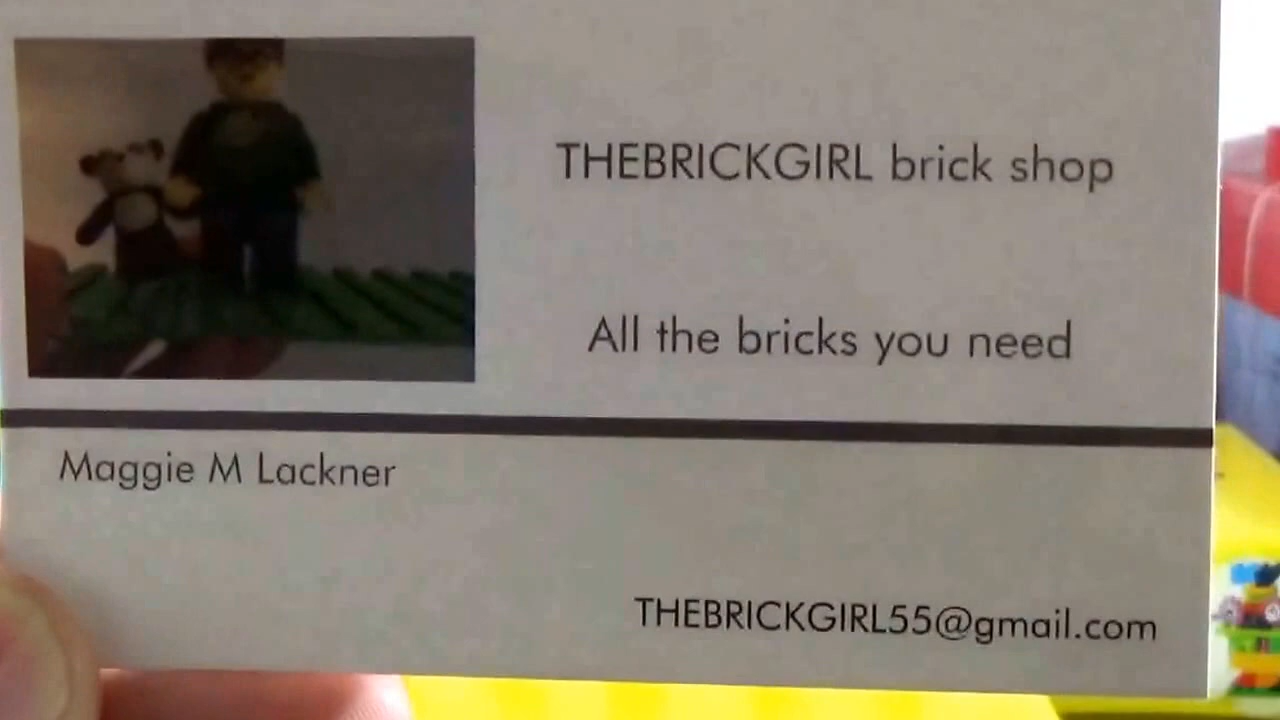 THEBRICKGIRL brick shop
All the bricks you need
Maggie M Lackner
THEBRICKGIRL55@gmail.com